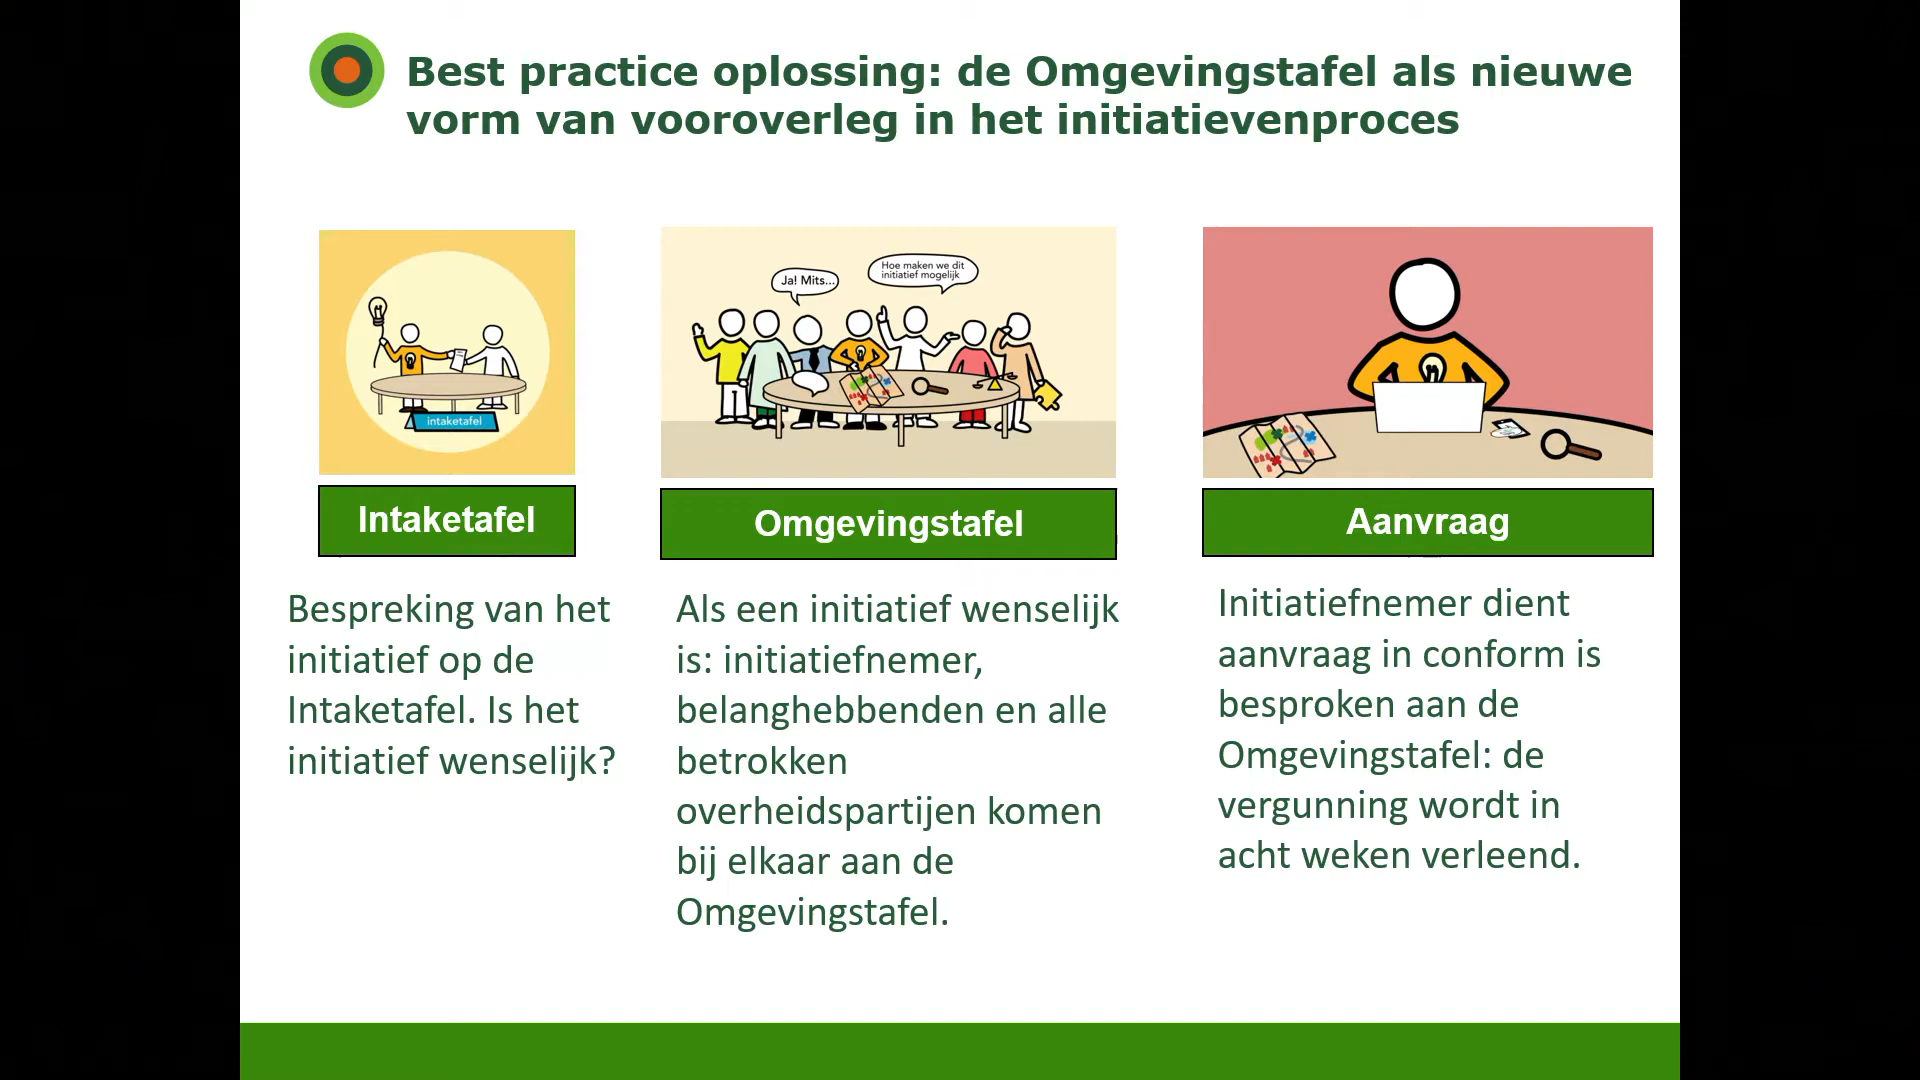 Best practice oplossing: de Omgevingstafel als nieuwe
vorm van vooroverleg in het initiatievenproces
intaketafel
Intaketafel
Bespreking van het
initiatief op de
Intaketafel. Is het
initiatief wenselijk?
Ja! Mits...
Hoe maken we dit
initiatief mogelijk
Omgevingstafel
Als een initiatief wenselijk
is: initiatiefnemer,
belanghebbenden en alle
betrokken
overheidspartijen komen
bij elkaar aan de
Omgevingstafel.
Aanvraag
Initiatiefnemer dient
aanvraag in conform is
besproken aan de
Omgevingstafel: de
vergunning wordt in
acht weken verleend.